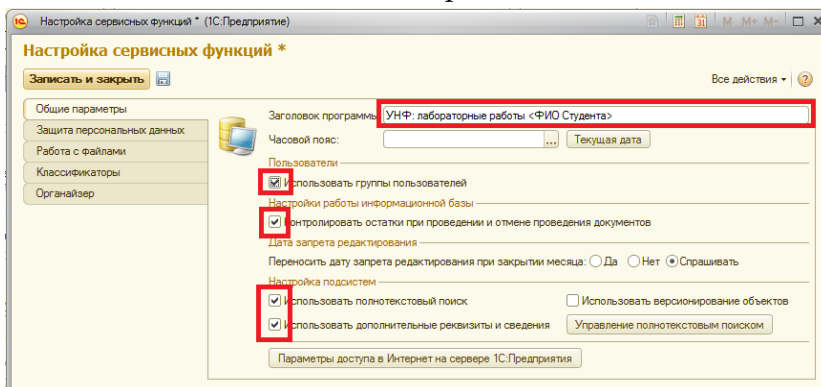 Настройка сервисных функций * (1С:Предприятие)
M M+ M-
Настройка сервисных функций *
Записать и закрыть
Все действия
Общие параметры
Защита персональных данных
Работа с файлами
Классификаторы
Органайзер
Заголовок программы УНФ: лабораторные работы <ФИО Студента>
Часовой пояс: ... Текущая дата
Пользователи
Использовать группы пользователей
Настройки работы информационной базы
Контролировать остатки при проведении и отмене проведения документов
Дата запрета редактирования
Переносить дату запрета редактирования при закрытии месяца: Да Нет Спрашивать
Настройка подсистем
Использовать полнотекстовый поиск Использовать версионирование объектов
Использовать дополнительные реквизиты и сведения Управление полнотекстовым поиском
Параметры доступа в Интернет на сервере 1С:Предприятия